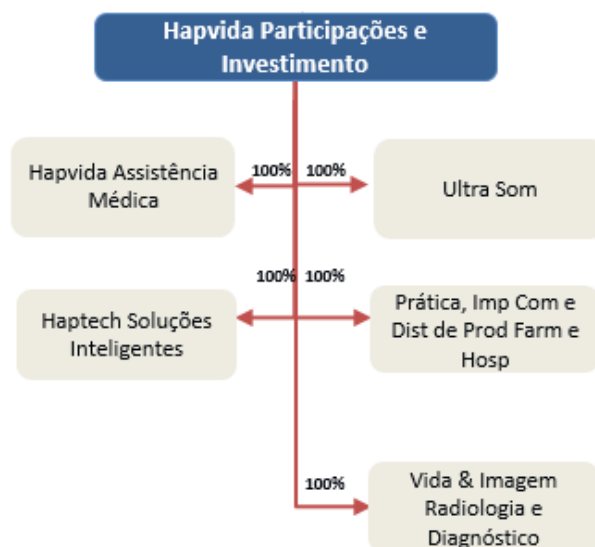 Hapvida Participações e
Investimento
Hapvida Assistência
Médica
100%
100%
Ultra Som
Haptech Soluções
Inteligentes
100%
100%
Prática, Imp Com e
Dist de Prod Farm e
Hosp
100%
Vida & Imagem
Radiologia e
Diagnóstico